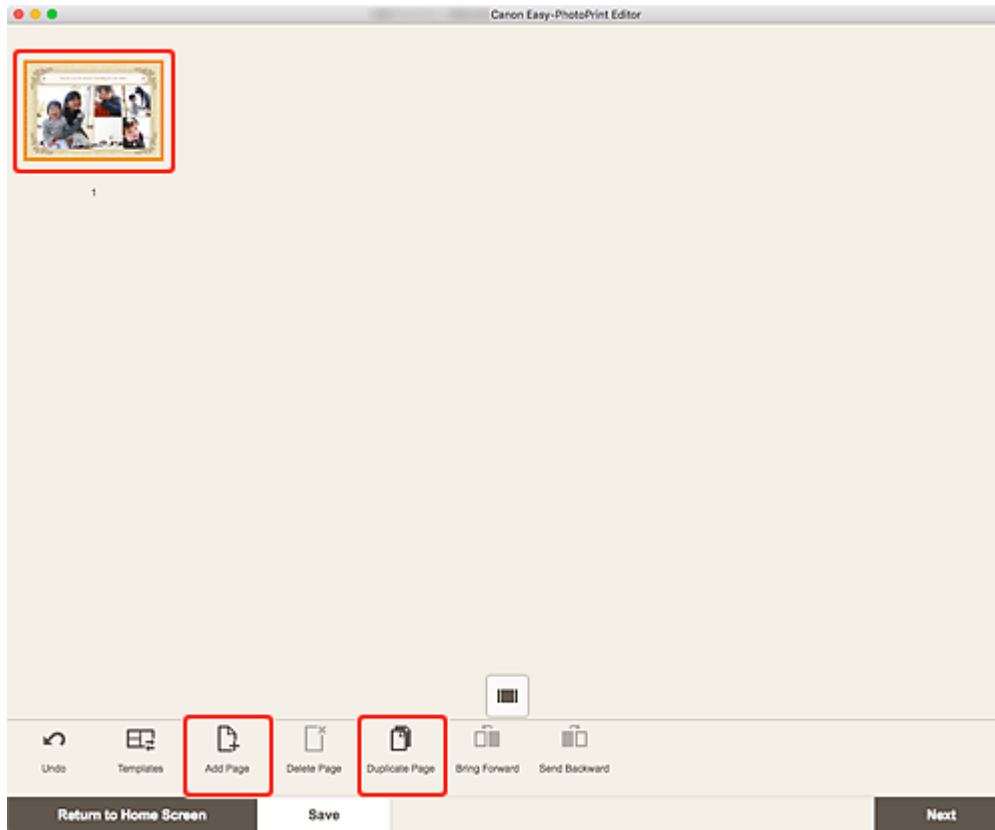 Canon Easy-PhotoPrint Editor
1
Undo
Templates
Add Page
Delete Page
Duplicate Page
Bring Forward
Send Backward
Return to Home Screen
Save
Next